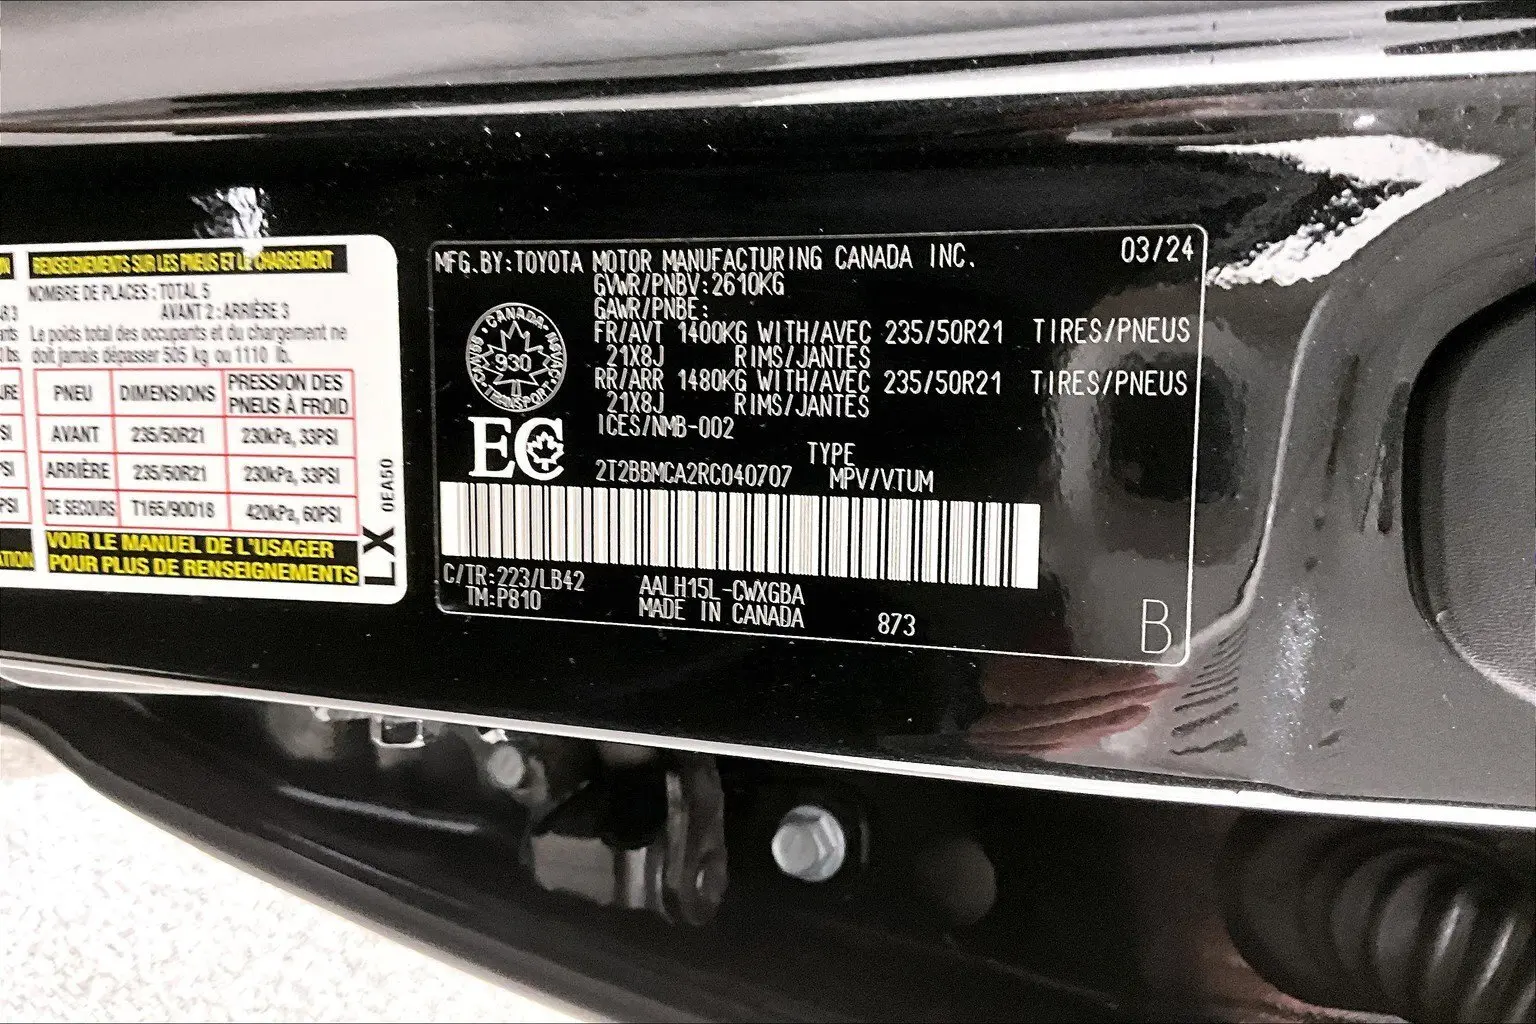 RENSEIGNEMENTS SUR LES PNEUS ET LE CHARGEMENT
NOMBRE DE PLACES : TOTAL 5
AVANT 2 : ARRIÈRE 3
Le poids total des occupants et du chargement ne
doit jamais dépasser 505 kg ou 1110 lb.
PNEU DIMENSIONS PRESSION DES PNEUS À FROID
AVANT 235/50R21 230kPa, 33PSI
ARRIÈRE 235/50R21 230kPa, 33PSI
DE SECOURS T165/90D18 420kPa, 60PSI
VOIR LE MANUEL DE L'USAGER
POUR PLUS DE RENSEIGNEMENTS
LX 0EA50
MFG.BY:TOYOTA MOTOR MANUFACTURING CANADA INC. 03/24
GVWR/PNBV:2610KG
GAWR/PNBE:
FR/AVT 1400KG WITH/AVEC 235/50R21 TIRES/PNEUS
21X8J RIMS/JANTES
RR/ARR 1480KG WITH/AVEC 235/50R21 TIRES/PNEUS
21X8J RIMS/JANTES
ICES/NMB-002
CANADA
930
TRANSPORT
EC
TYPE
2T2BBMCA2RC040707 MPV/VTUM
C/TR:223/LB42 AALH15L-CWXGBA
TM:P810 MADE IN CANADA 873
B